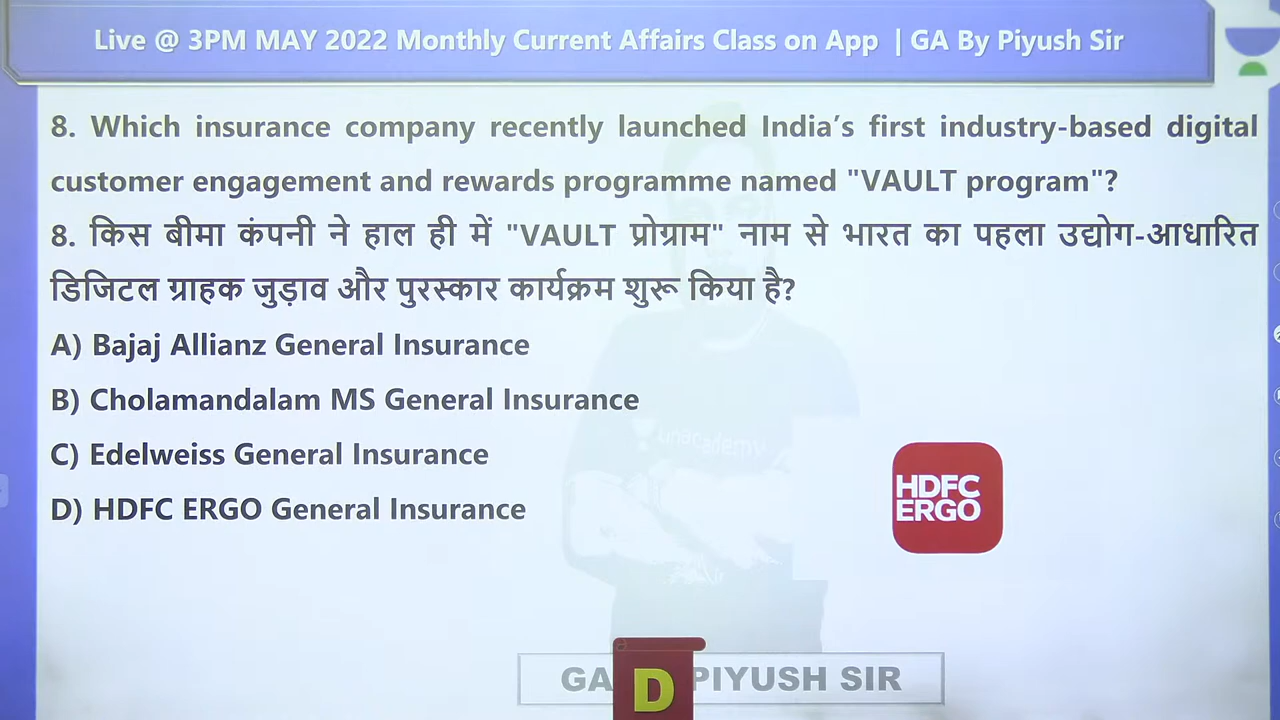 Live @ 3PM MAY 2022 Monthly Current Affairs Class on App | GA By Piyush Sir
8. Which insurance company recently launched India’s first industry-based digital
customer engagement and rewards programme named "VAULT program"?
8. किस बीमा कंपनी ने हाल ही में "VAULT प्रोग्राम" नाम से भारत का पहला उद्योग-आधारित
डिजिटल ग्राहक जुड़ाव और पुरस्कार कार्यक्रम शुरू किया है?
A) Bajaj Allianz General Insurance
B) Cholamandalam MS General Insurance
unacademy
C) Edelweiss General Insurance
D) HDFC ERGO General Insurance
HDFC
ERGO
GA PIYUSH SIR
D